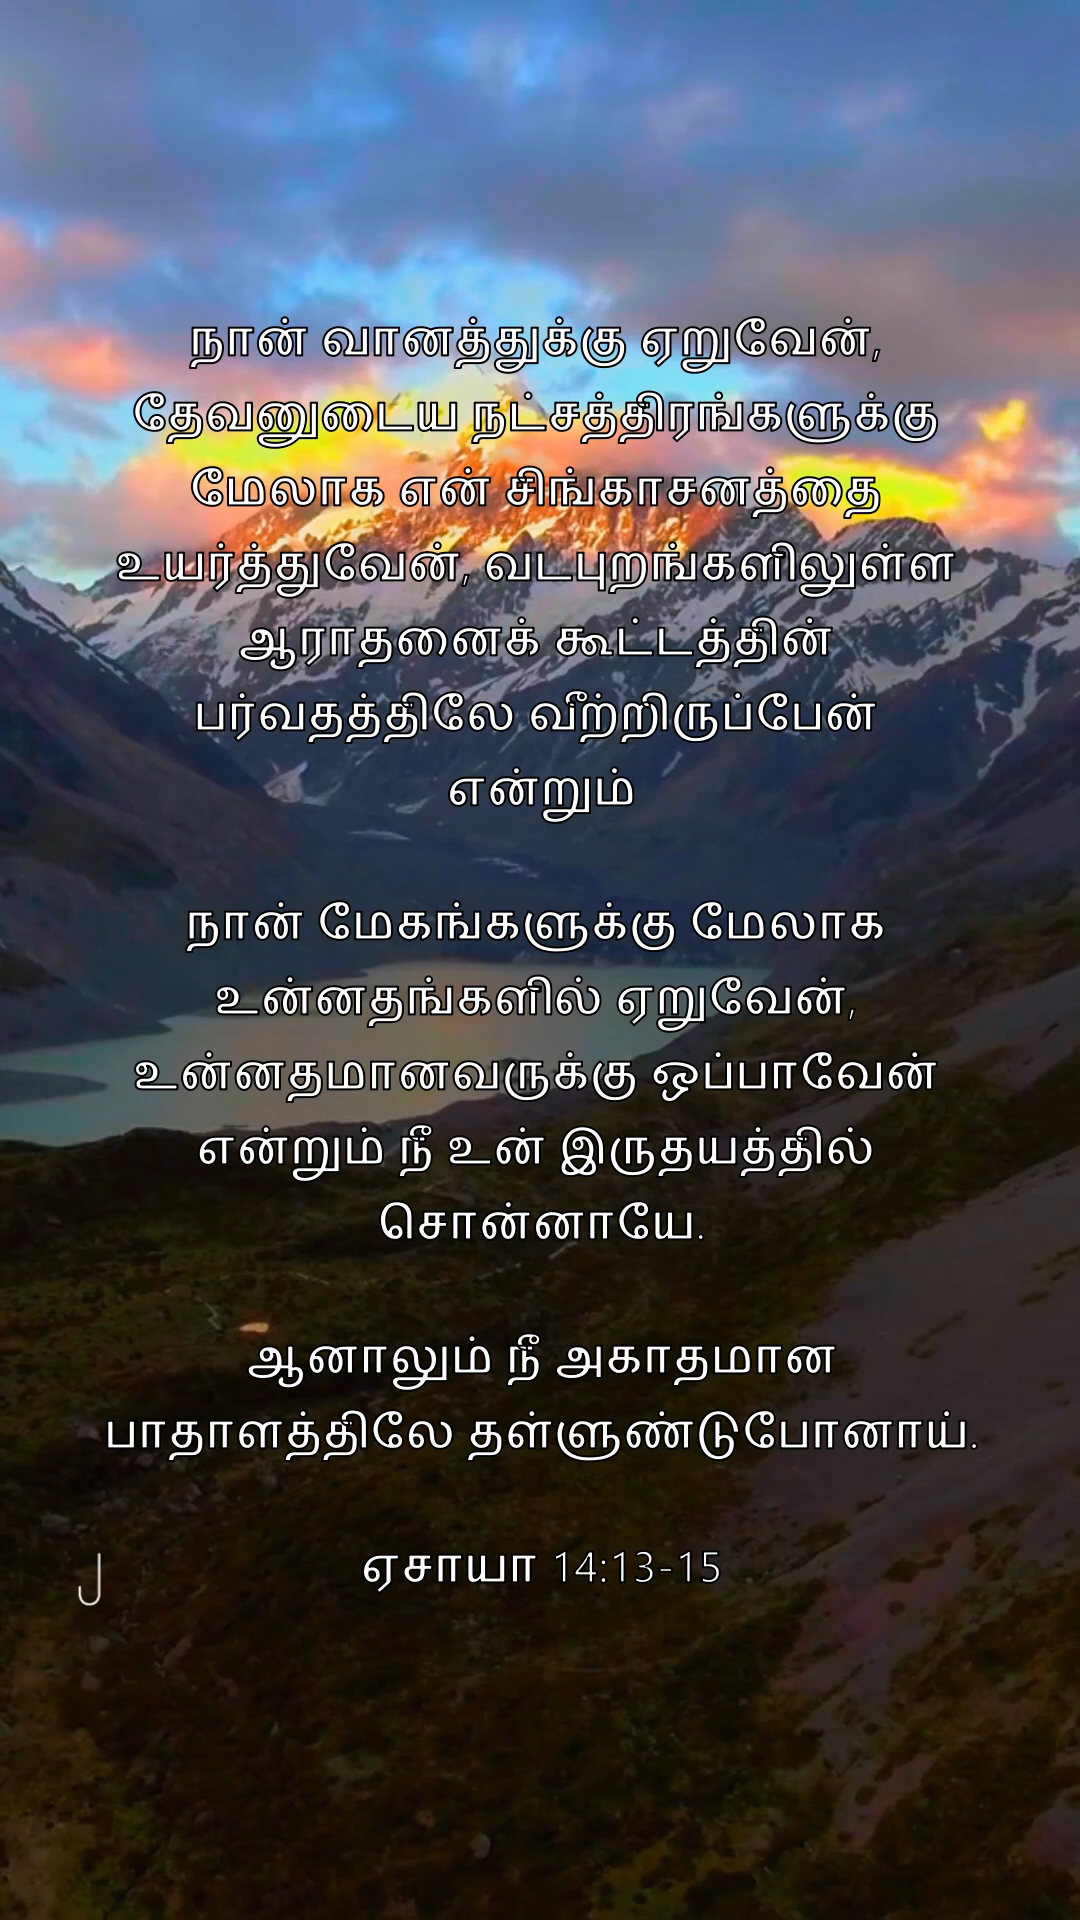 நான் வானத்துக்கு ஏறுவேன்,
தேவனுடைய நட்சத்திரங்களுக்கு
மேலாக என் சிங்காசனத்தை
உயர்த்துவேன், வடபுறங்களிலுள்ள
ஆராதனைக் கூட்டத்தின்
பர்வதத்திலே வீற்றிருப்பேன்
என்றும்
நான் மேகங்களுக்கு மேலாக
உன்னதங்களில் ஏறுவேன்,
உன்னதமானவருக்கு ஒப்பாவேன்
என்றும் நீ உன் இருதயத்தில்
சொன்னாயே.
ஆனாலும் நீ அகாதமான
பாதாளத்திலே தள்ளுண்டுபோனாய்.
ஏசாயா 14:13-15
J